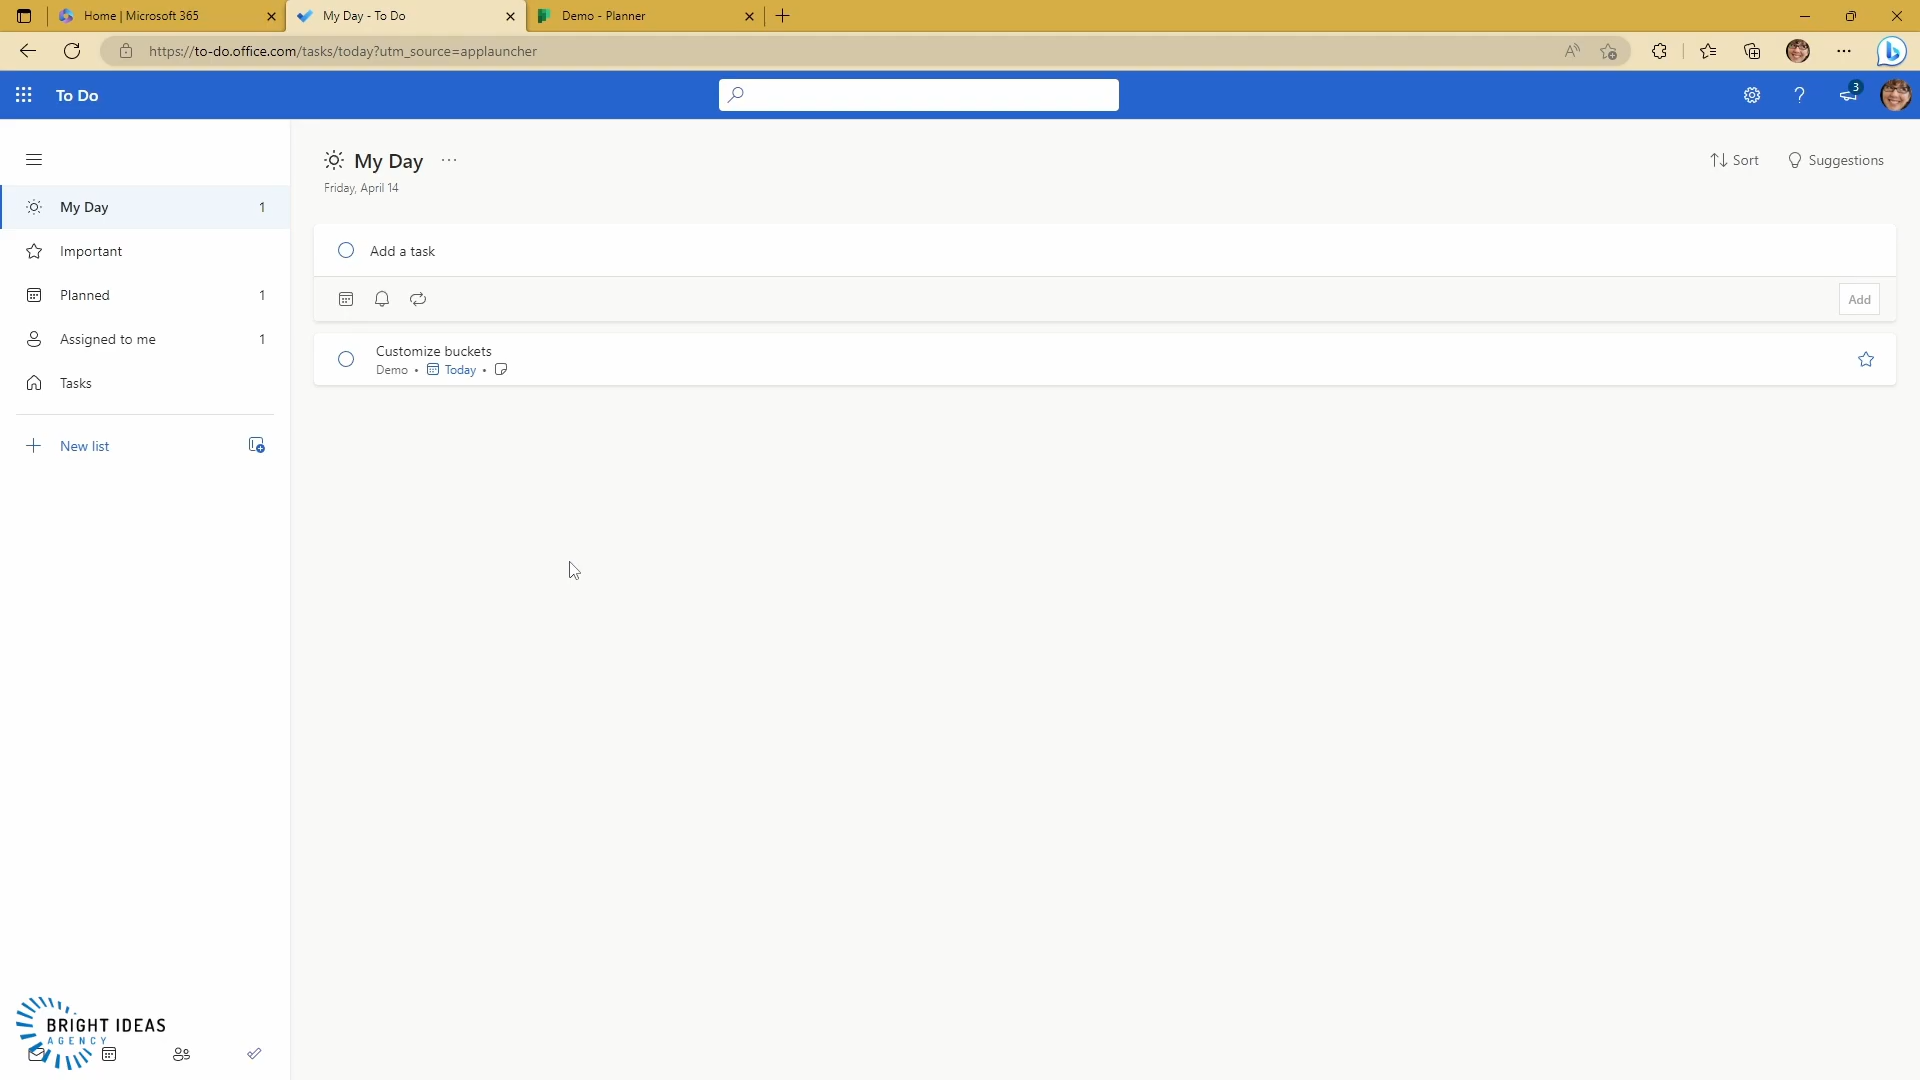 Home | Microsoft 365
My Day - To Do
Demo - Planner
https://to-do.office.com/tasks/today?utm_source=applauncher
To Do
3
My Day
Friday, April 14
Sort
Suggestions
My Day 1
Important
Planned 1
Assigned to me 1
Tasks
New list
Add a task
Add
Customize buckets
Demo • Today •
BRIGHT IDEAS
AGENCY